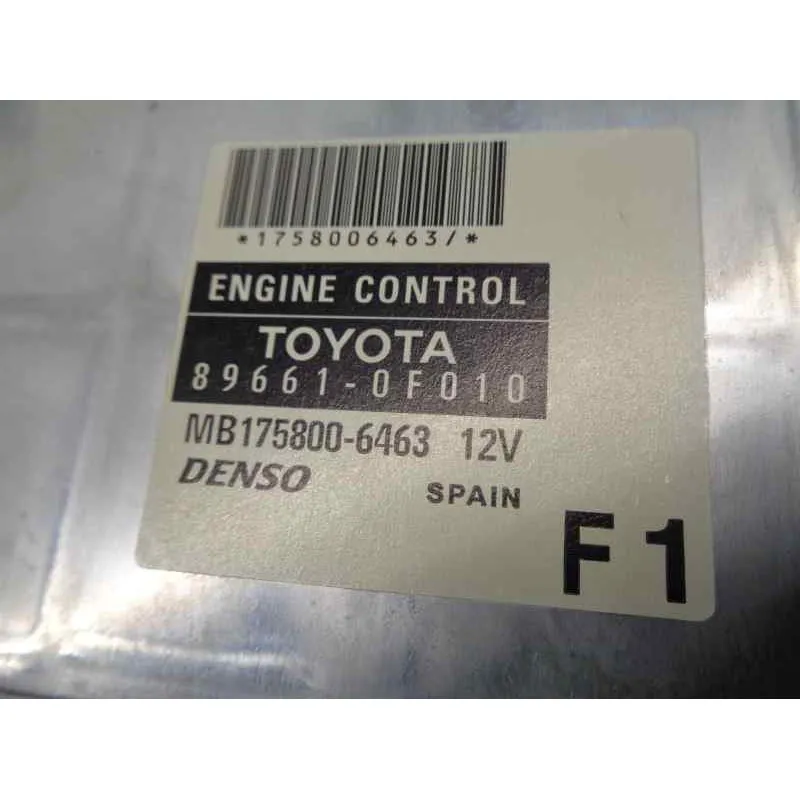 *1758006463/*
ENGINE CONTROL
TOYOTA
89661-0F010
MB175800-6463 12V
DENSO SPAIN
F1